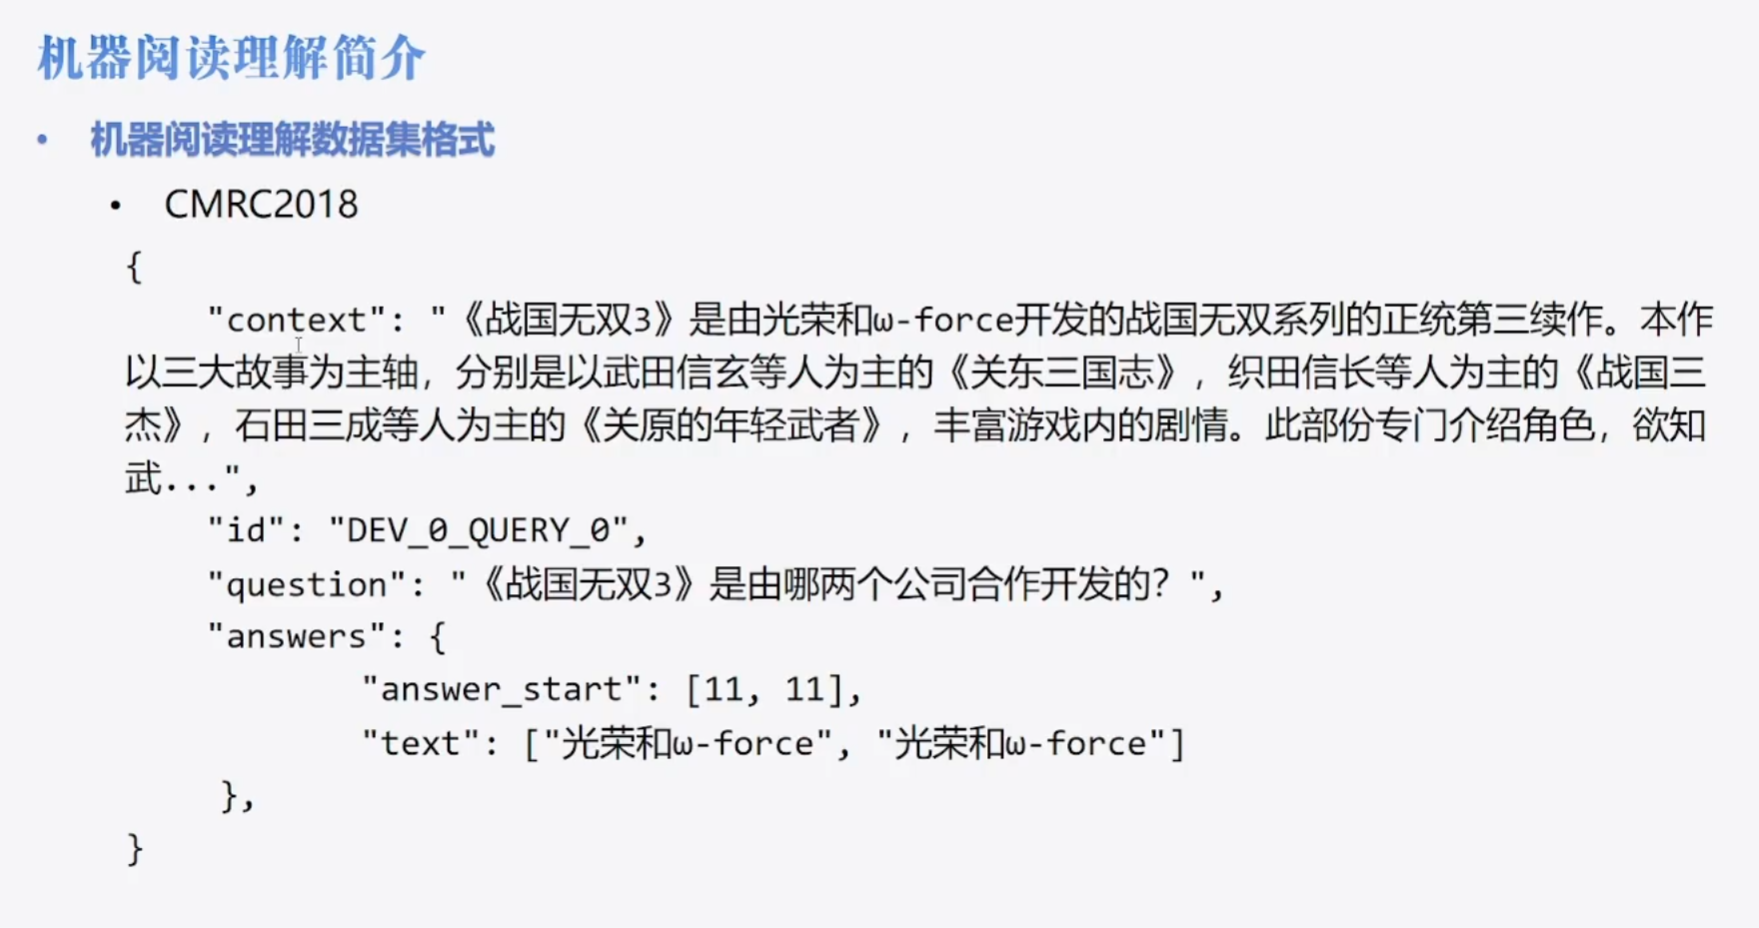 机器阅读理解简介
• 机器阅读理解数据集格式
• CMRC2018
{
"context": "《战国无双3》是由光荣和ω-force开发的战国无双系列的正统第三续作。本作
以三大故事为主轴，分别是以武田信玄等人为主的《关东三国志》，织田信长等人为主的《战国三
杰》，石田三成等人为主的《关原的年轻武者》，丰富游戏内的剧情。此部份专门介绍角色，欲知
武...",
"id": "DEV_0_QUERY_0",
"question": "《战国无双3》是由哪两个公司合作开发的？",
"answers": {
"answer_start": [11, 11],
"text": ["光荣和ω-force", "光荣和ω-force"]
},
}